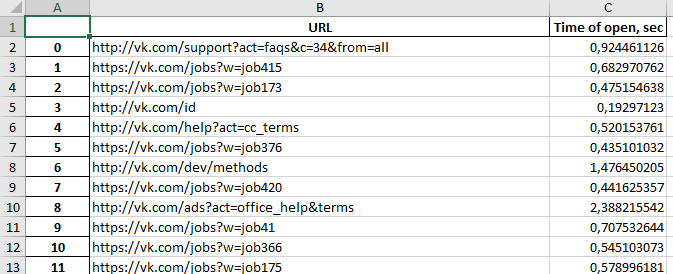 A B C
1 URL Time of open, sec
2 0 http://vk.com/support?act=faqs&c=34&from=all 0,924461126
3 1 https://vk.com/jobs?w=job415 0,682970762
4 2 https://vk.com/jobs?w=job173 0,475154638
5 3 http://vk.com/id 0,19297123
6 4 http://vk.com/help?act=cc_terms 0,520153761
7 5 https://vk.com/jobs?w=job376 0,435101032
8 6 http://vk.com/dev/methods 1,476450205
9 7 https://vk.com/jobs?w=job420 0,441625357
10 8 http://vk.com/ads?act=office_help&terms 2,388215542
11 9 https://vk.com/jobs?w=job41 0,707532644
12 10 https://vk.com/jobs?w=job366 0,545103073
13 11 https://vk.com/jobs?w=job175 0,578996181